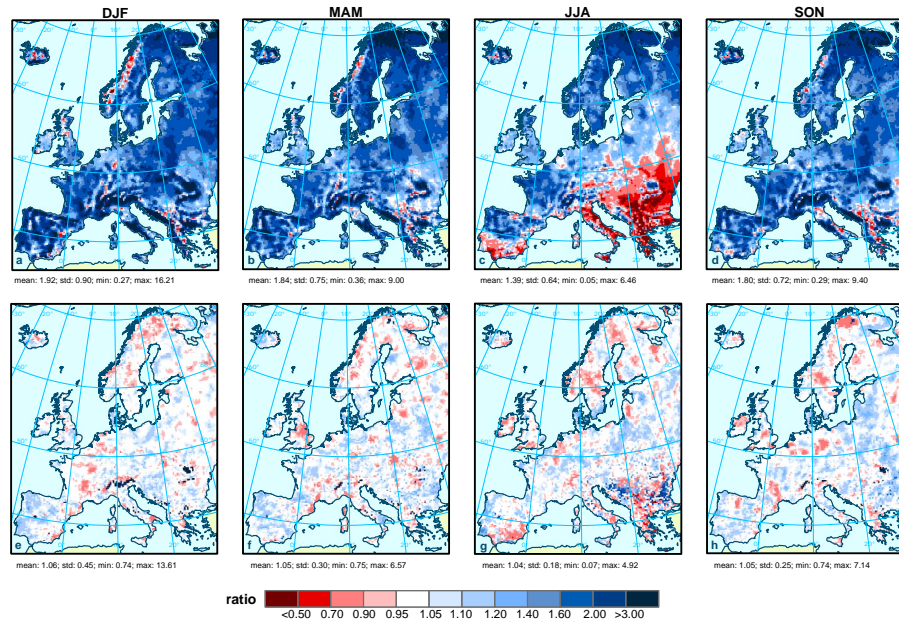 DJF MAM JJA SON
a b c d
mean: 1.92; std: 0.90; min: 0.27; max: 16.21
mean: 1.84; std: 0.75; min: 0.36; max: 9.00
mean: 1.39; std: 0.64; min: 0.05; max: 6.46
mean: 1.80; std: 0.72; min: 0.29; max: 9.40
e f g h
mean: 1.06; std: 0.45; min: 0.74; max: 13.61
mean: 1.05; std: 0.30; min: 0.75; max: 6.57
mean: 1.04; std: 0.18; min: 0.07; max: 4.92
mean: 1.05; std: 0.25; min: 0.74; max: 7.14
ratio
<0.50 0.70 0.90 0.95 1.05 1.10 1.20 1.40 1.60 2.00 >3.00